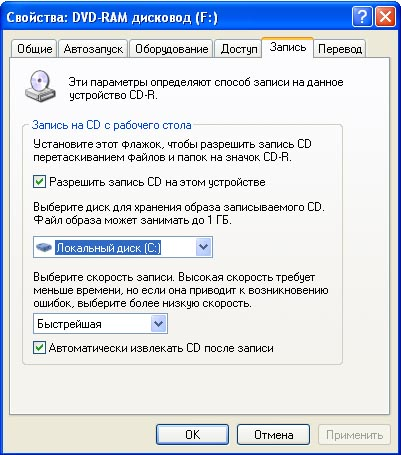 Свойства: DVD-RAM дисковод (F:)
Общие Автозапуск Оборудование Доступ Запись Перевод
Эти параметры определяют способ записи на данное
устройство CD-R.
Запись на CD с рабочего стола
Установите этот флажок, чтобы разрешить запись CD
перетаскиванием файлов и папок на значок CD-R.
Разрешить запись CD на этом устройстве
Выберите диск для хранения образа записываемого CD.
Файл образа может занимать до 1 ГБ.
Локальный диск (C:)
Выберите скорость записи. Высокая скорость требует
меньше времени, но если она приводит к возникновению
ошибок, выберите более низкую скорость.
Быстрейшая
Автоматически извлекать CD после записи
OK Отмена Применить